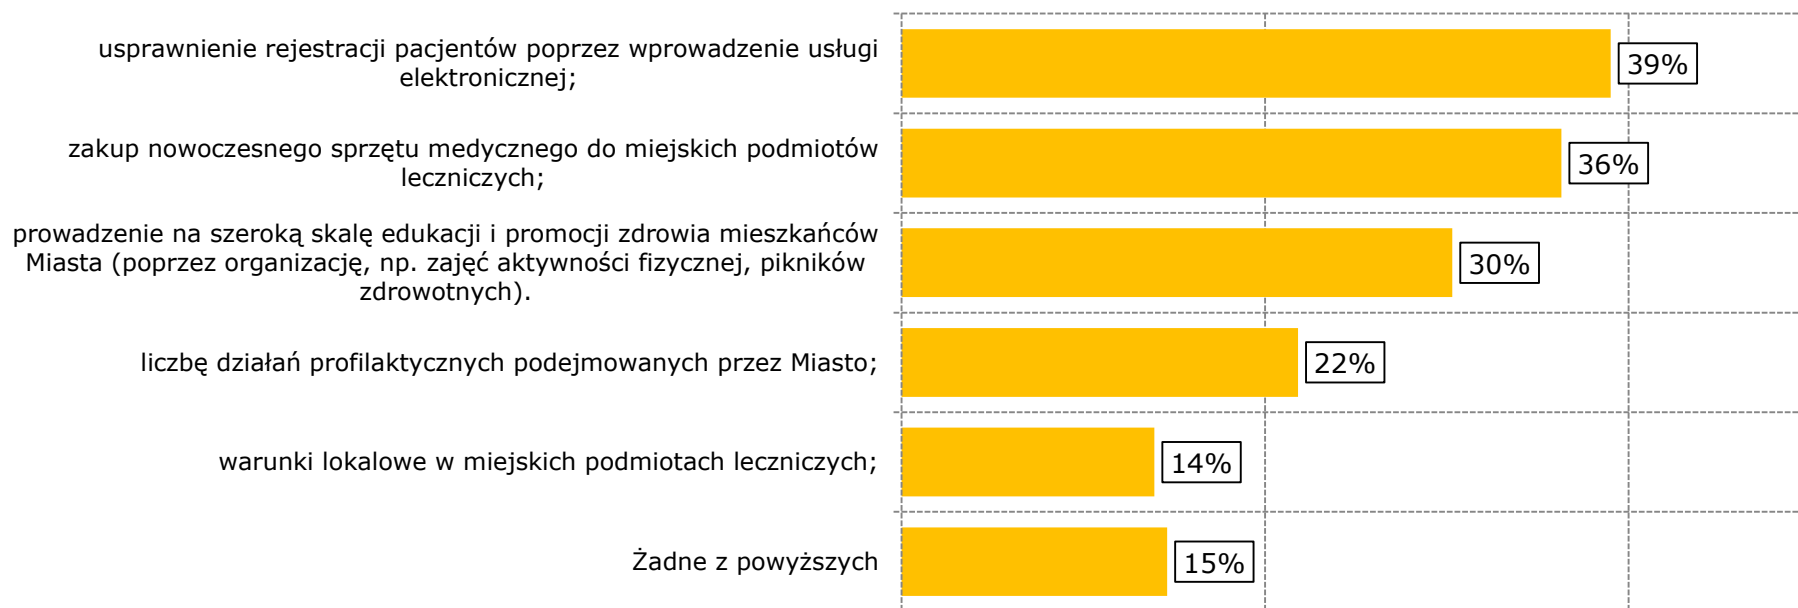 usprawnienie rejestracji pacjentów poprzez wprowadzenie usługi
elektronicznej;
39%
zakup nowoczesnego sprzętu medycznego do miejskich podmiotów
leczniczych;
36%
prowadzenie na szeroką skalę edukacji i promocji zdrowia mieszkańców
Miasta (poprzez organizację, np. zajęć aktywności fizycznej, pikników
zdrowotnych).
30%
liczbę działań profilaktycznych podejmowanych przez Miasto;
22%
warunki lokalowe w miejskich podmiotach leczniczych;
14%
Żadne z powyższych
15%